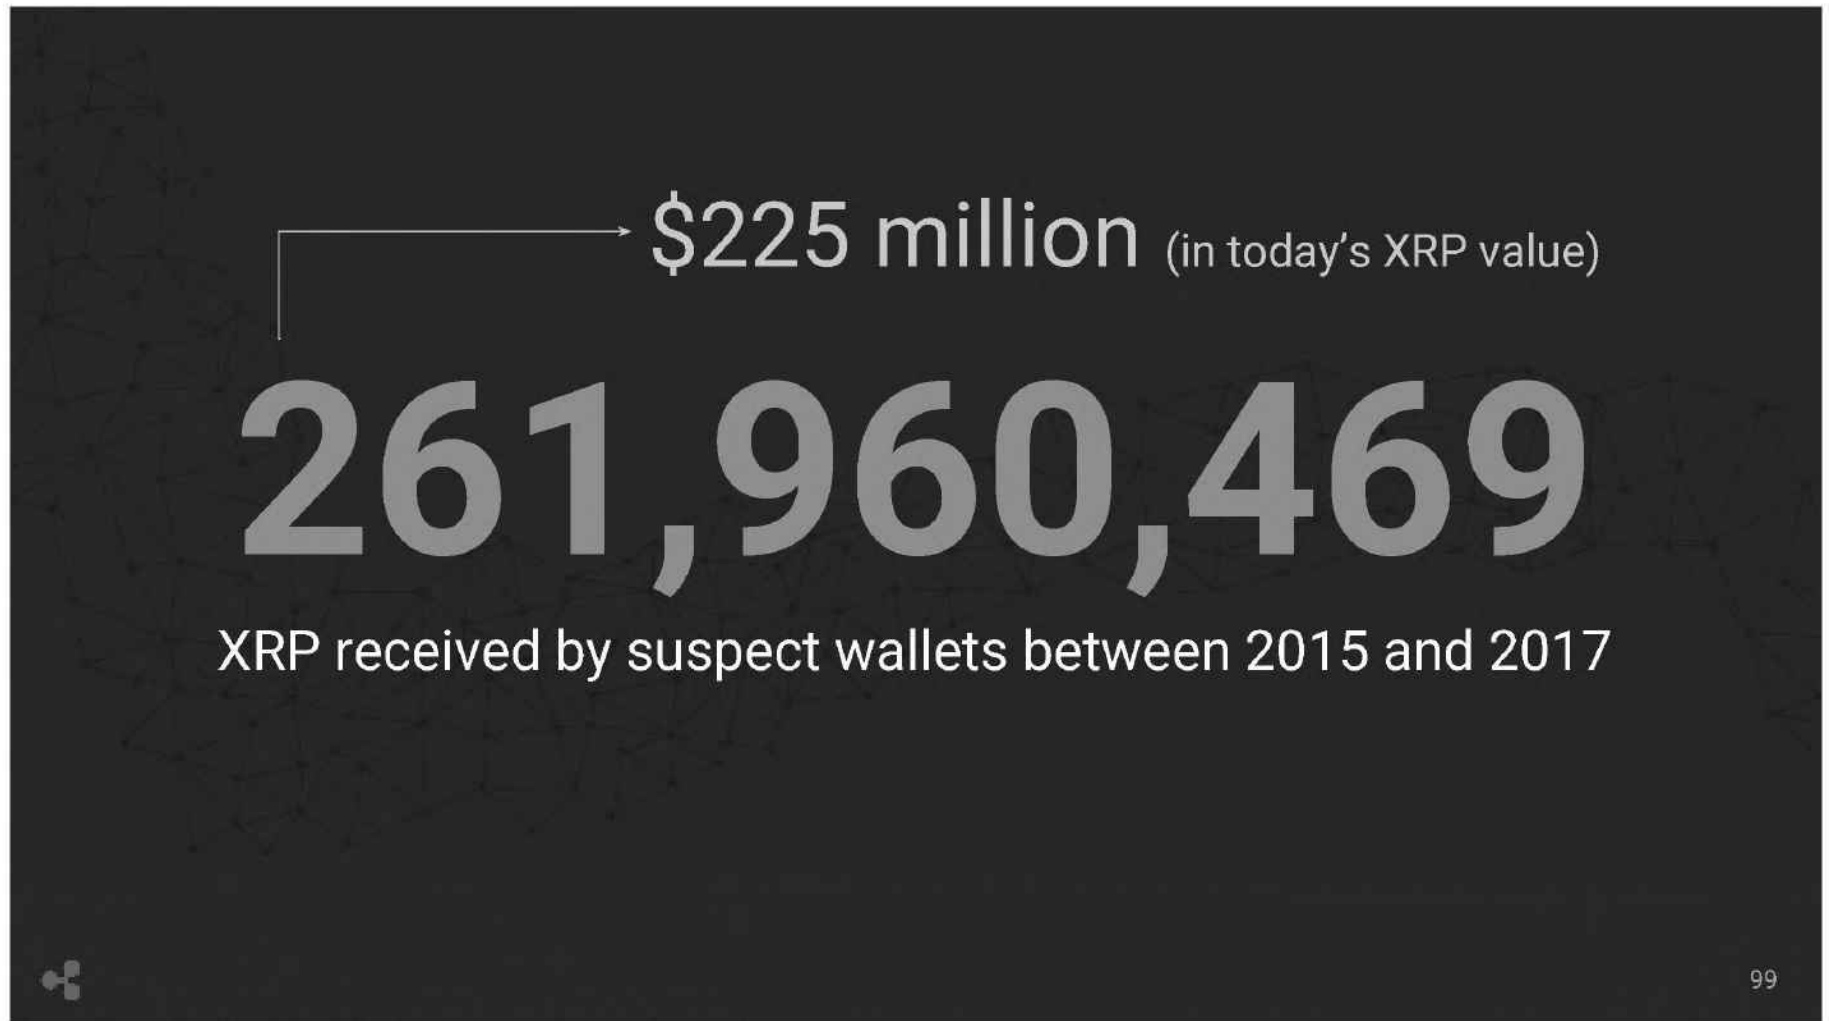 $225 million (in today's XRP value)
261,960,469
XRP received by suspect wallets between 2015 and 2017
99